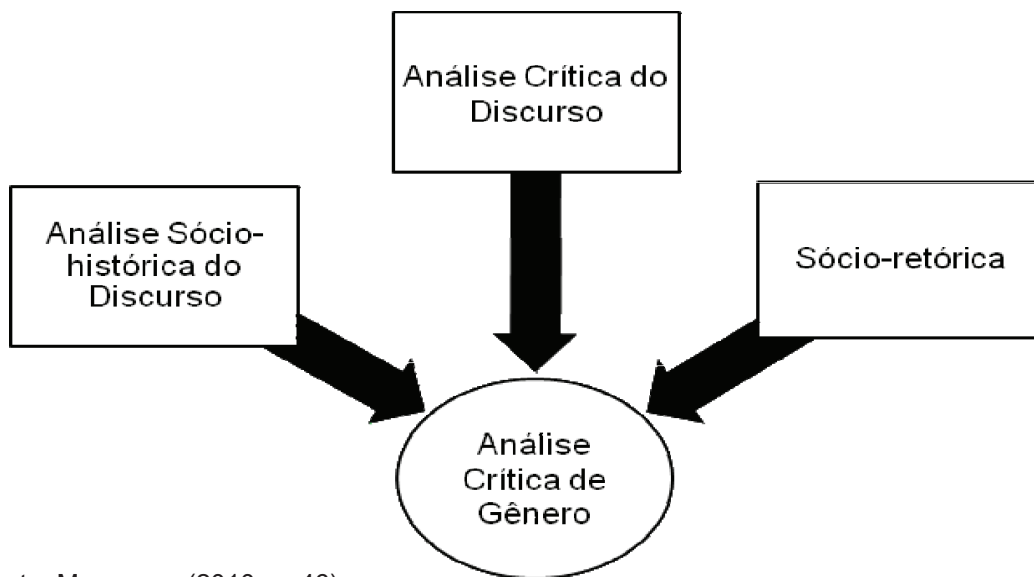 Análise Crítica do
Discurso
Análise Sócio-
histórica do
Discurso
Sócio-retórica
Análise
Crítica de
Gênero